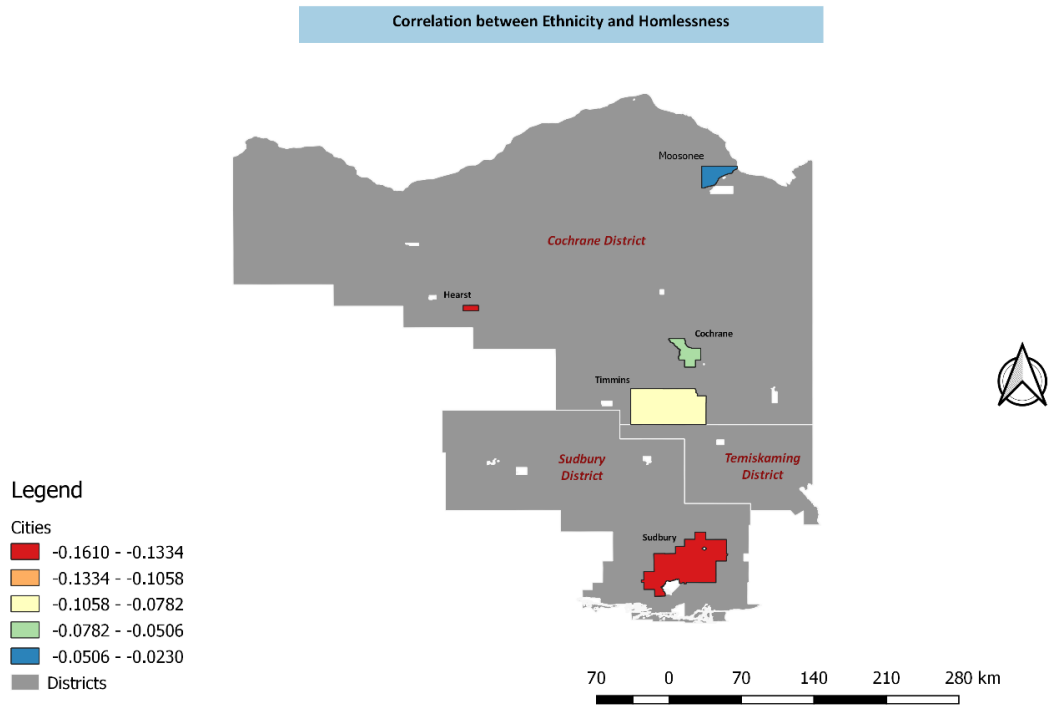 Correlation between Ethnicity and Homlessness
Moosonee
Cochrane District
Hearst
Cochrane
Timmins
Sudbury
District
Temiskaming
District
Sudbury
Legend
Cities
-0.1610 - -0.1334
-0.1334 - -0.1058
-0.1058 - -0.0782
-0.0782 - -0.0506
-0.0506 - -0.0230
Districts
70 0 70 140 210 280 km